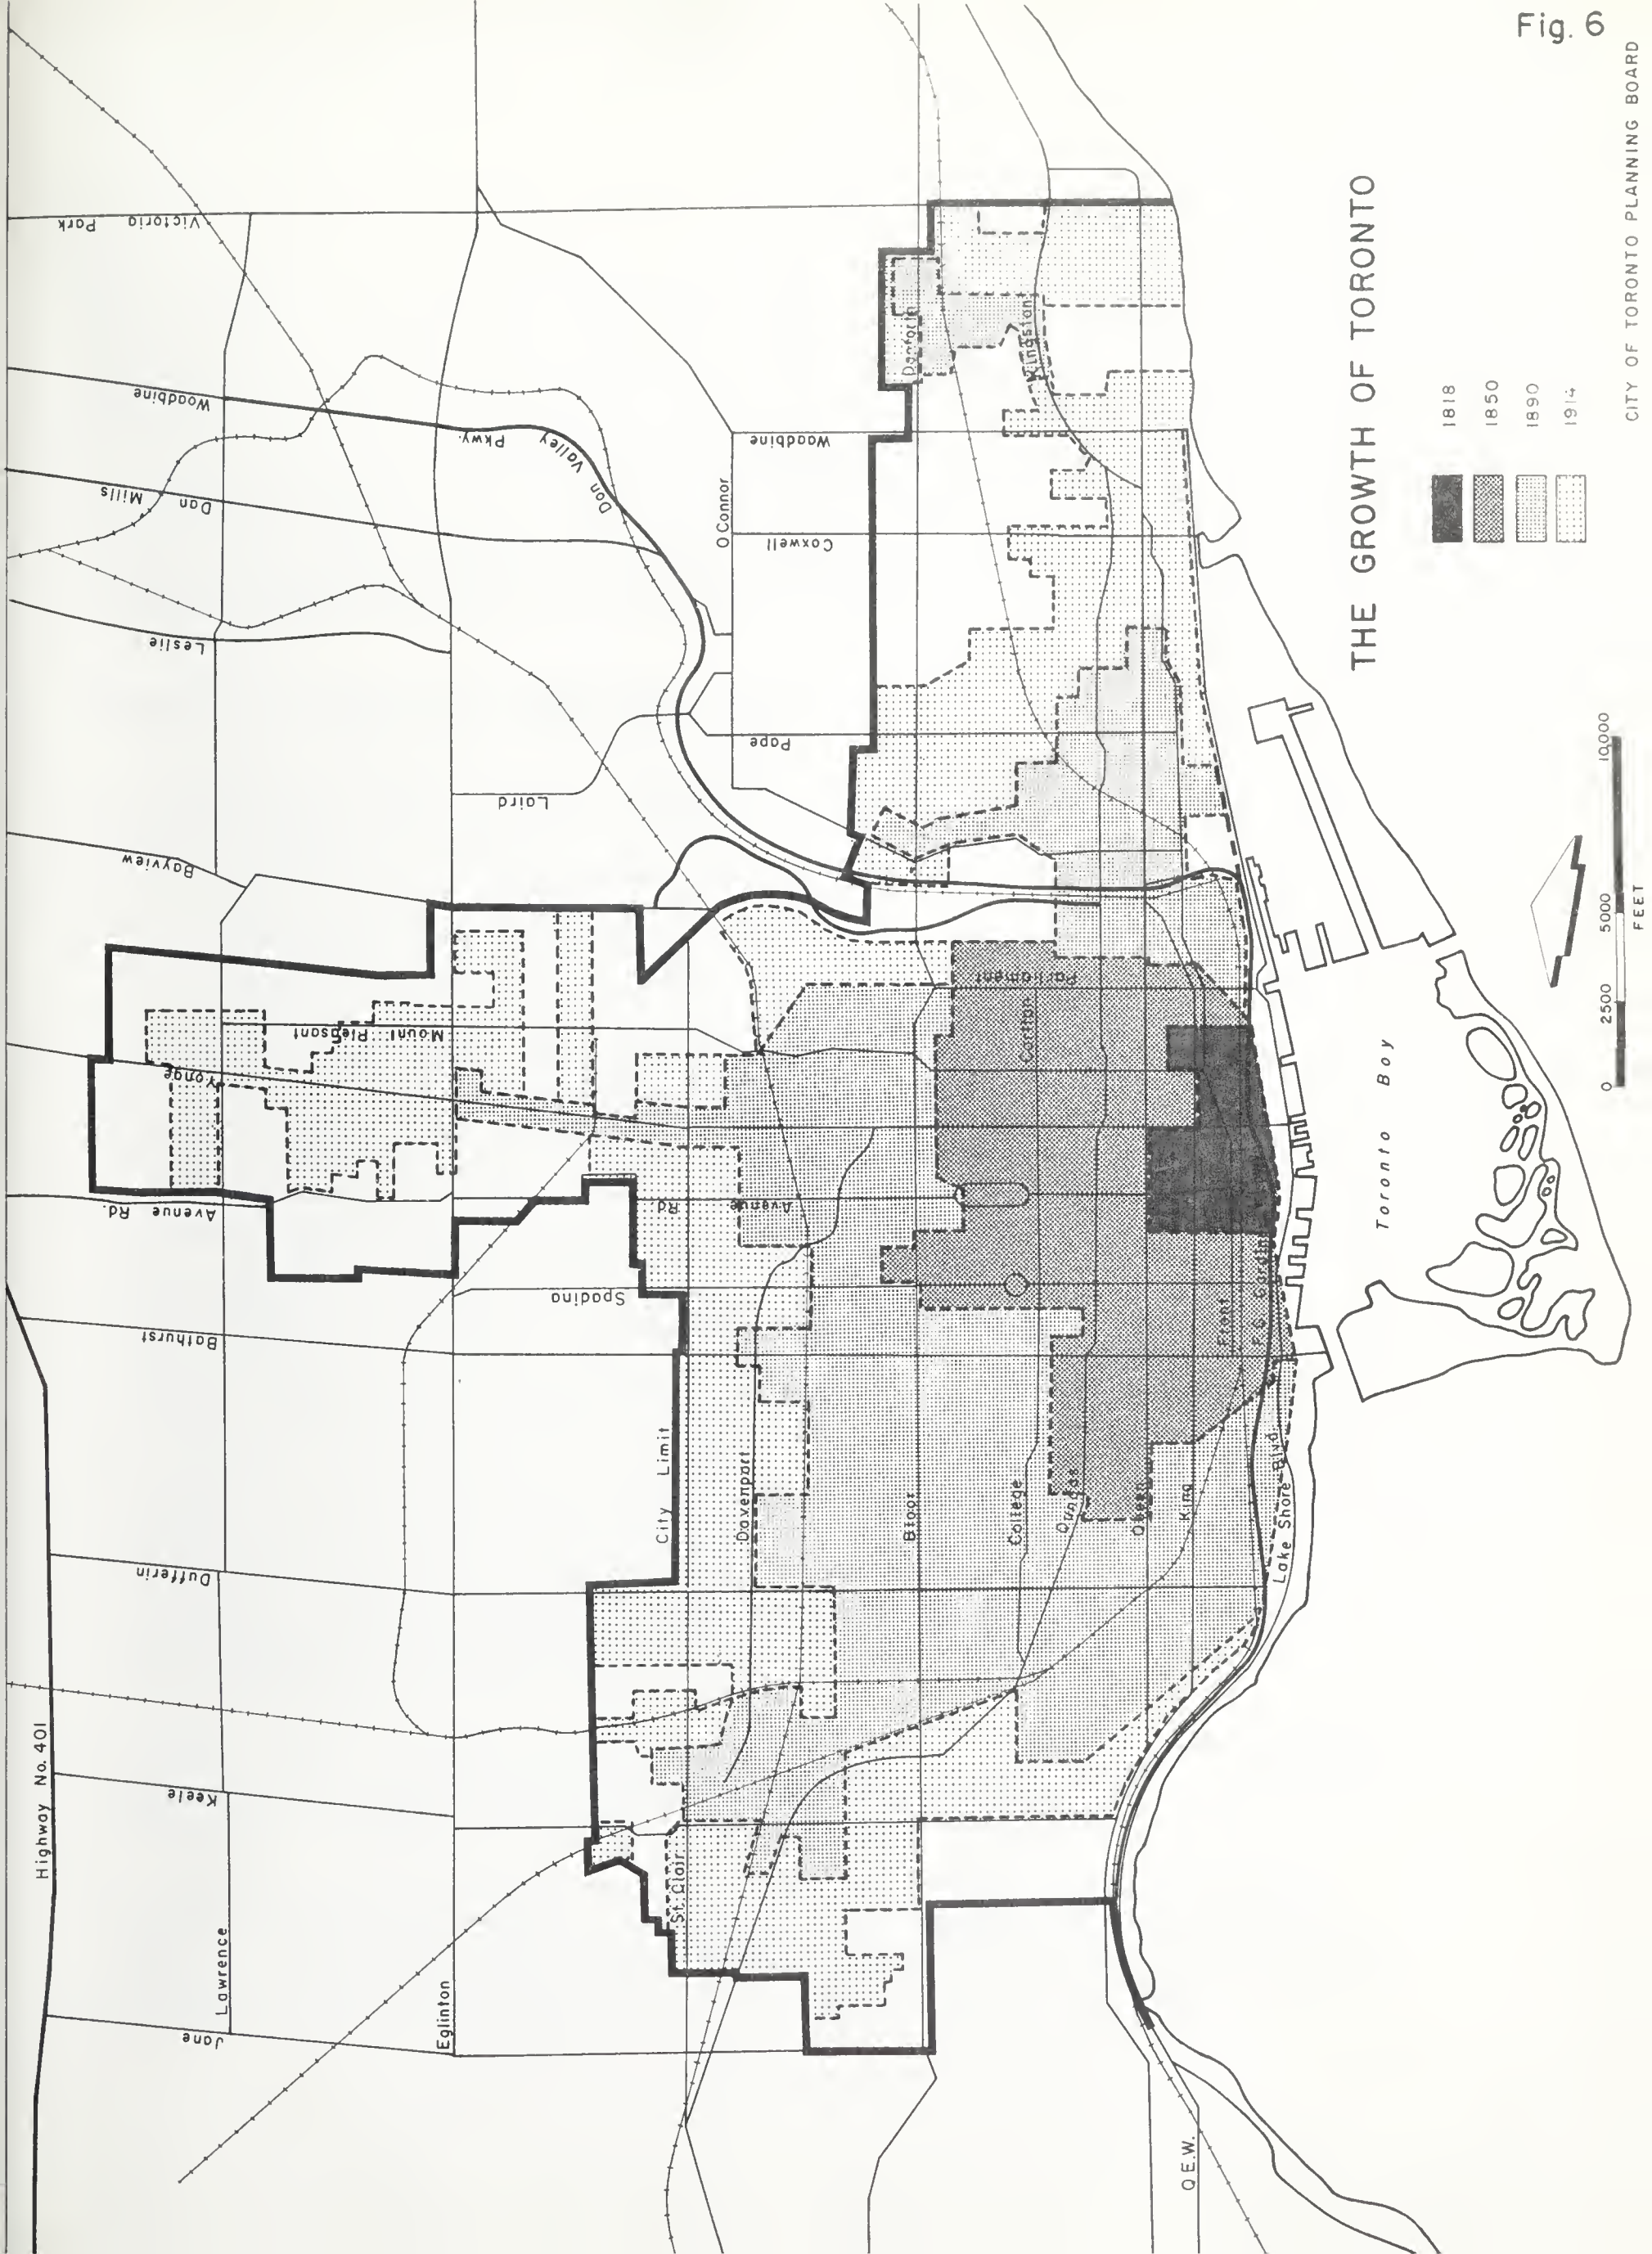 Fig. 6
CITY OF TORONTO PLANNING BOARD
THE GROWTH OF TORONTO
1818
1850
1890
1914
0
2500
5000
10,000
FEET
Highway No. 401
Lawrence
Eglinton
St. Clair
City Limit
Davenport
Bloor
College
Dundas
Queen
King
Front
F.G. Gardiner
Lake Shore Blvd.
Q.E.W.
Jane
Keele
Dufferin
Bathurst
Spadina
Avenue Rd.
Avenue Rd
Yonge
Mount Pleasant
Bayview
Laird
Leslie
Don Mills
Don Valley Pkwy.
Woodbine
Victoria Park
O'Connor
Pape
Coxwell
Woodbine
Danforth
Kingston
Parliament
Carlton
Toronto Bay